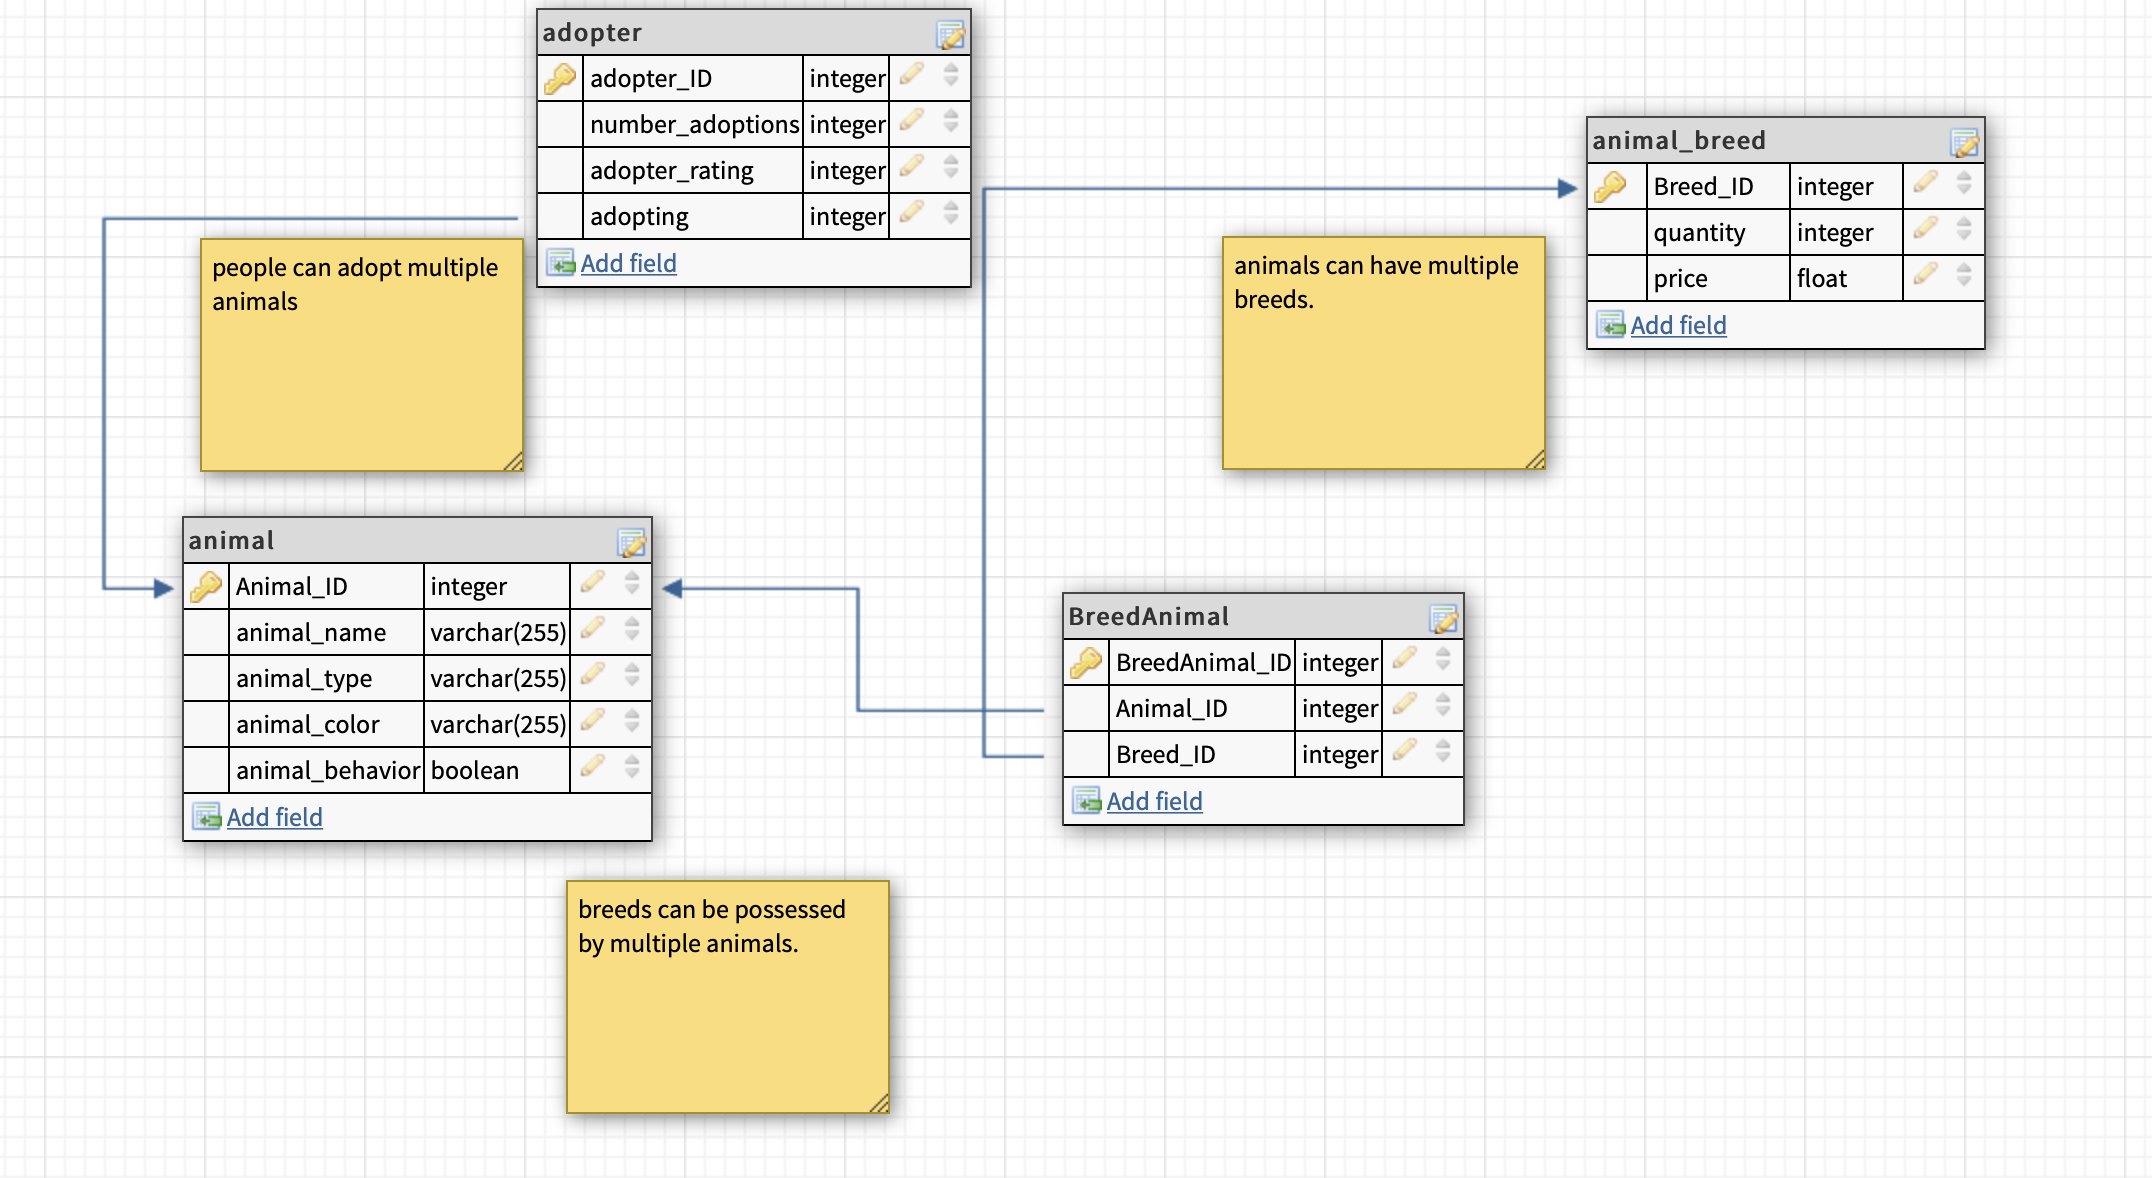 adopter
adopter_ID integer
number_adoptions integer
adopter_rating integer
adopting integer
Add field
people can adopt multiple
animals
animal_breed
Breed_ID integer
quantity integer
price float
Add field
animals can have multiple
breeds.
animal
Animal_ID integer
animal_name varchar(255)
animal_type varchar(255)
animal_color varchar(255)
animal_behavior boolean
Add field
BreedAnimal
BreedAnimal_ID integer
Animal_ID integer
Breed_ID integer
Add field
breeds can be possessed
by multiple animals.